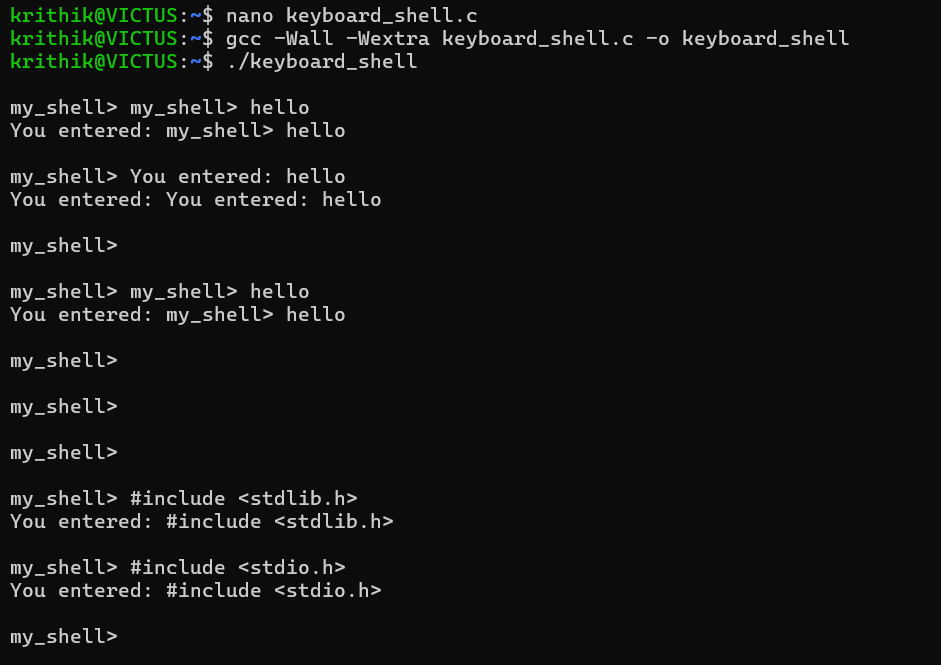 krithik@VICTUS:~$ nano keyboard_shell.c
krithik@VICTUS:~$ gcc -Wall -Wextra keyboard_shell.c -o keyboard_shell
krithik@VICTUS:~$ ./keyboard_shell
my_shell> my_shell> hello
You entered: my_shell> hello
my_shell> You entered: hello
You entered: You entered: hello
my_shell>
my_shell> my_shell> hello
You entered: my_shell> hello
my_shell>
my_shell>
my_shell>
my_shell> #include <stdlib.h>
You entered: #include <stdlib.h>
my_shell> #include <stdio.h>
You entered: #include <stdio.h>
my_shell>